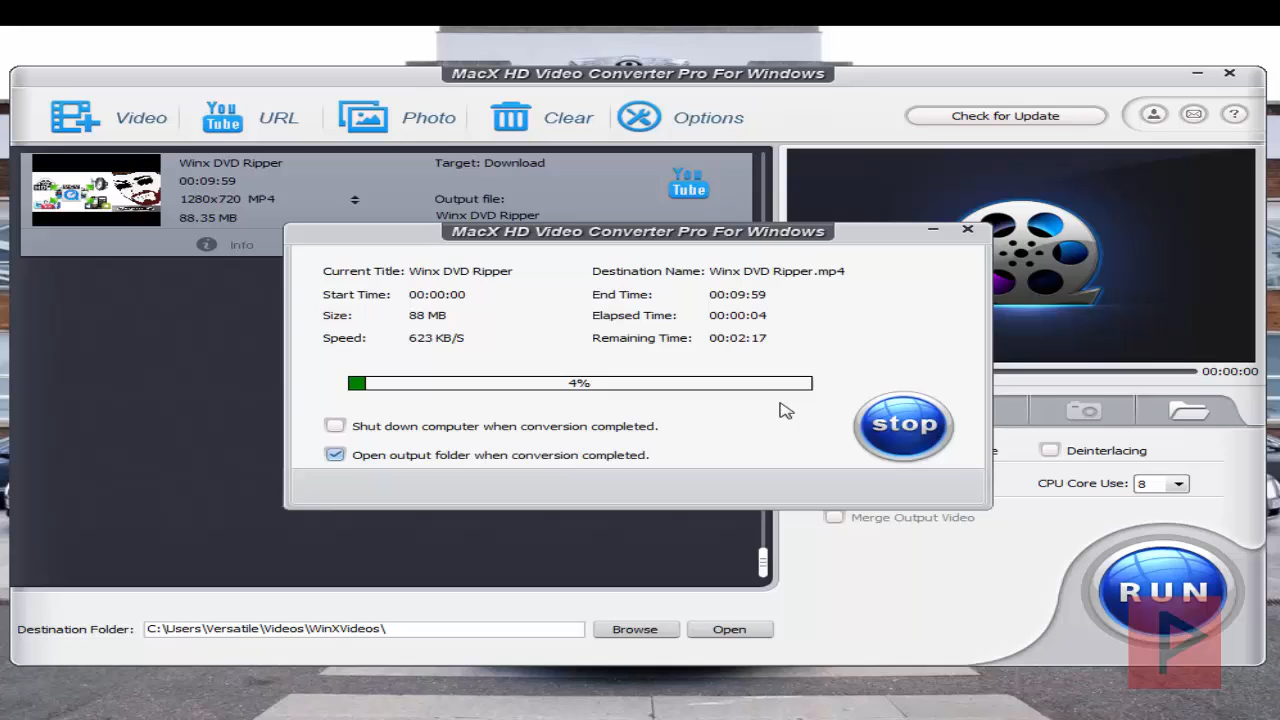 MacX HD Video Converter Pro For Windows
You Tube
Video URL Photo Clear Options Check for Update ?
Winx DVD Ripper Target: Download
00:09:59
1280x720 MP4 Output file:
88.35 MB Winx DVD Ripper
You Tube
i Info
MacX HD Video Converter Pro For Windows
Current Title: Winx DVD Ripper Destination Name: Winx DVD Ripper.mp4
Start Time: 00:00:00 End Time: 00:09:59
Size: 88 MB Elapsed Time: 00:00:04
Speed: 623 KB/S Remaining Time: 00:02:17
4%
Shut down computer when conversion completed.
Open output folder when conversion completed.
stop
00:00:00
e Deinterlacing
CPU Core Use: 8
Merge Output Video
RUN
Destination Folder: C:\Users\Versatile\Videos\WinXVideos\ Browse Open